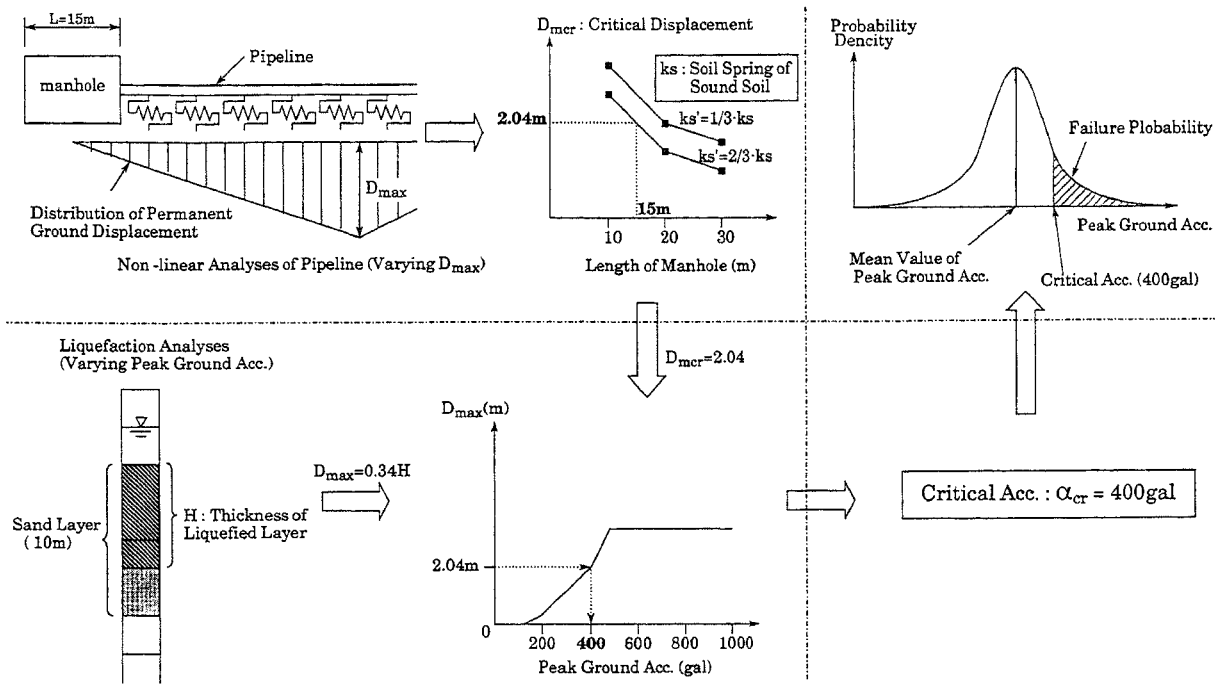 L=15m
manhole
Pipeline
Dmax
Distribution of Permanent
Ground Displacement
Non -linear Analyses of Pipeline (Varying Dmax)
Dmcr : Critical Displacement
ks : Soil Spring of
Sound Soil
2.04m
ks'=1/3·ks
ks'=2/3·ks
15m
10 20 30
Length of Manhole (m)
Probability
Dencity
Failure Plobability
Peak Ground Acc.
Mean Value of
Peak Ground Acc.
Critical Acc. (400gal)
Liquefaction Analyses
(Varying Peak Ground Acc.)
Sand Layer
( 10m)
H : Thickness of
Liquefied Layer
Dmax=0.34H
Dmcr=2.04
Dmax(m)
2.04m
0
200 400 600 800 1000
Peak Ground Acc. (gal)
Critical Acc. : αcr = 400gal